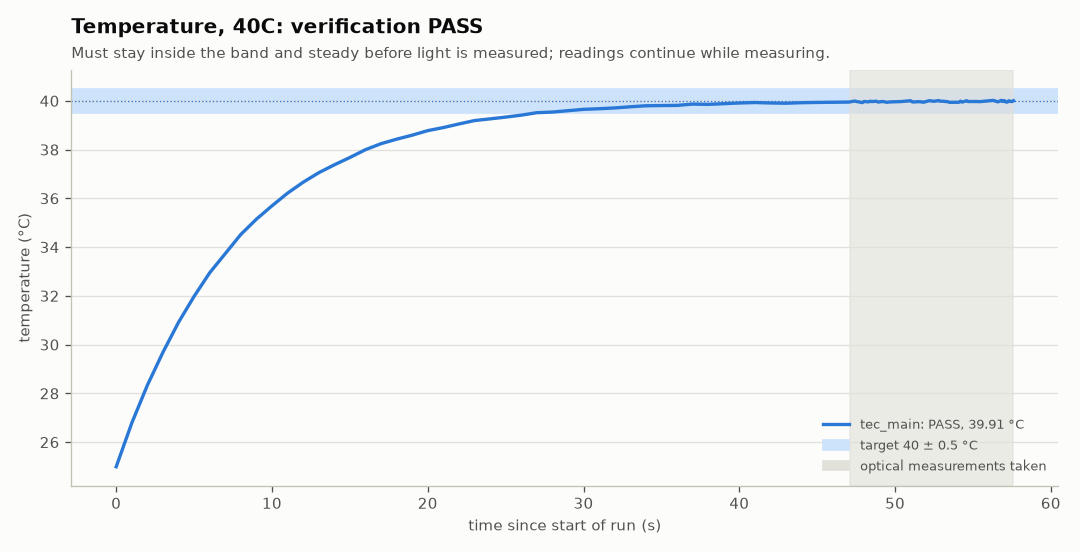 Temperature, 40C: verification PASS
Must stay inside the band and steady before light is measured; readings continue while measuring.
temperature (°C)
40
38
36
34
32
30
28
26
tec_main: PASS, 39.91 °C
target 40 ± 0.5 °C
optical measurements taken
0 10 20 30 40 50 60
time since start of run (s)